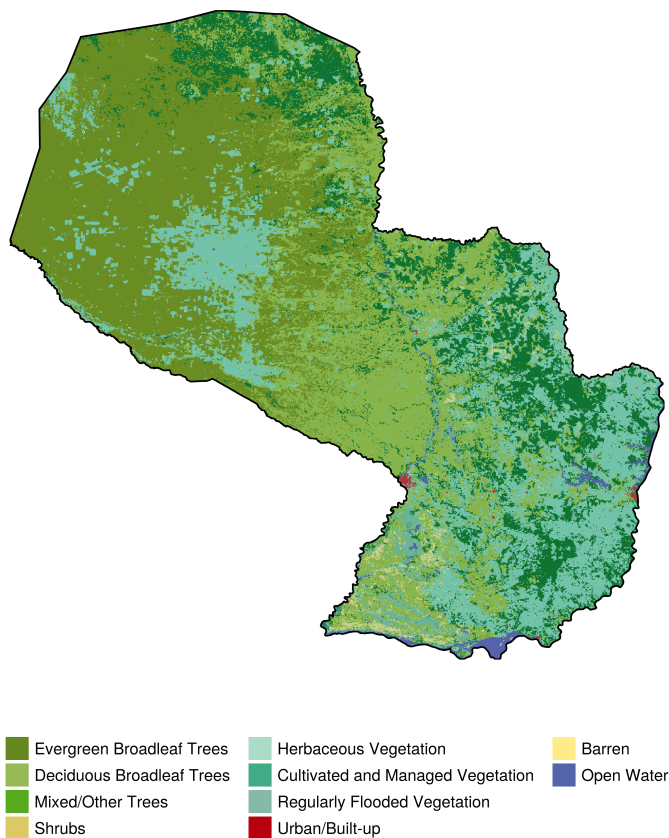 Evergreen Broadleaf Trees
Deciduous Broadleaf Trees
Mixed/Other Trees
Shrubs
Herbaceous Vegetation
Cultivated and Managed Vegetation
Regularly Flooded Vegetation
Urban/Built-up
Barren
Open Water